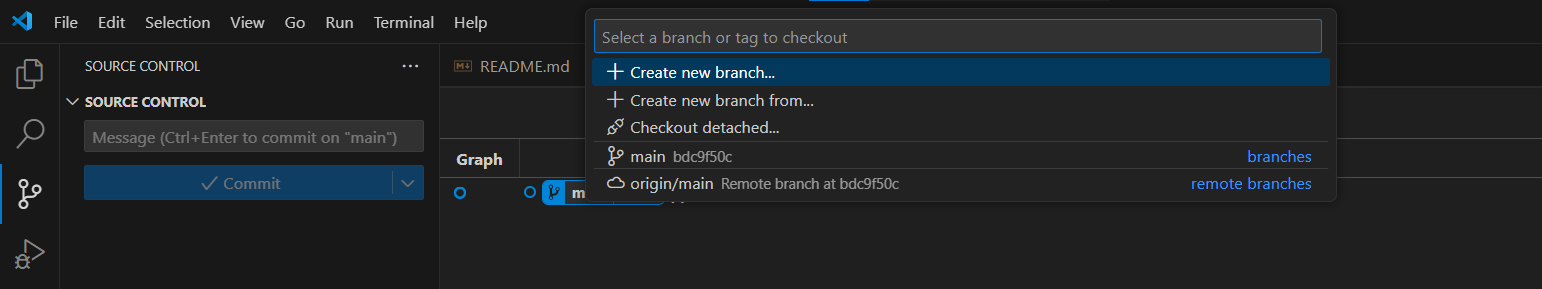 File Edit Selection View Go Run Terminal Help
Select a branch or tag to checkout
SOURCE CONTROL ...
README.md
Create new branch...
SOURCE CONTROL
Create new branch from...
Message (Ctrl+Enter to commit on "main")
Checkout detached...
Graph
main bdc9f50c branches
Commit
origin/main Remote branch at bdc9f50c remote branches